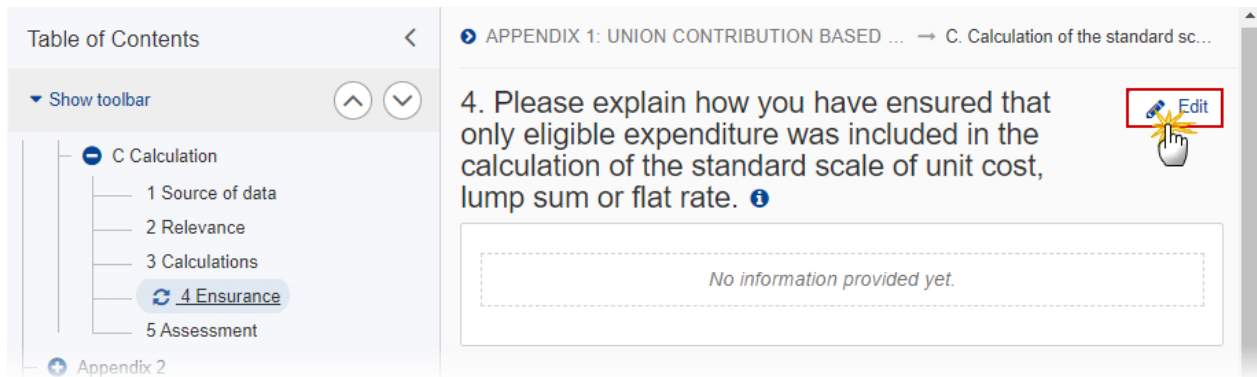 Table of Contents
Show toolbar
C Calculation
1 Source of data
2 Relevance
3 Calculations
4 Ensurance
5 Assessment
Appendix 2
APPENDIX 1: UNION CONTRIBUTION BASED ... → C. Calculation of the standard sc...
4. Please explain how you have ensured that
only eligible expenditure was included in the
calculation of the standard scale of unit cost,
lump sum or flat rate.
Edit
No information provided yet.